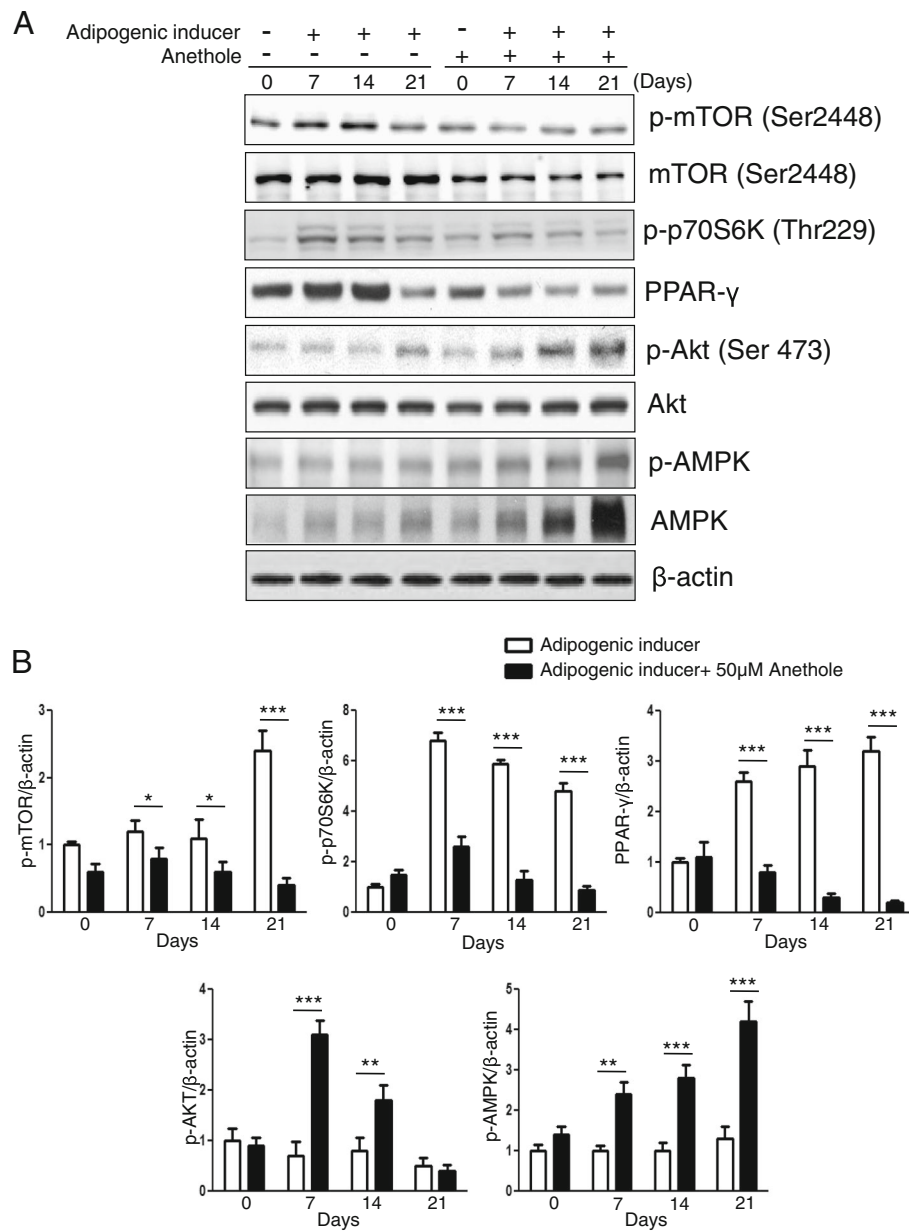 A
Adipogenic inducer - + + + - + + +
Anethole - - - - + + + +
0 7 14 21 0 7 14 21 (Days)
p-mTOR (Ser2448)
mTOR (Ser2448)
p-p70S6K (Thr229)
PPAR-γ
p-Akt (Ser 473)
Akt
p-AMPK
AMPK
β-actin
B
Adipogenic inducer
Adipogenic inducer+ 50µM Anethole
p-mTOR/β-actin
3
2
1
0
* * ***
0 7 14 21
Days
p-p70S6K/β-actin
8
6
4
2
0
*** *** ***
0 7 14 21
Days
PPAR-γ/β-actin
4
3
2
1
0
*** *** ***
0 7 14 21
Days
p-AKT/β-actin
4
3
2
1
0
*** **
0 7 14 21
Days
p-AMPK/β-actin
5
4
3
2
1
0
** *** ***
0 7 14 21
Days